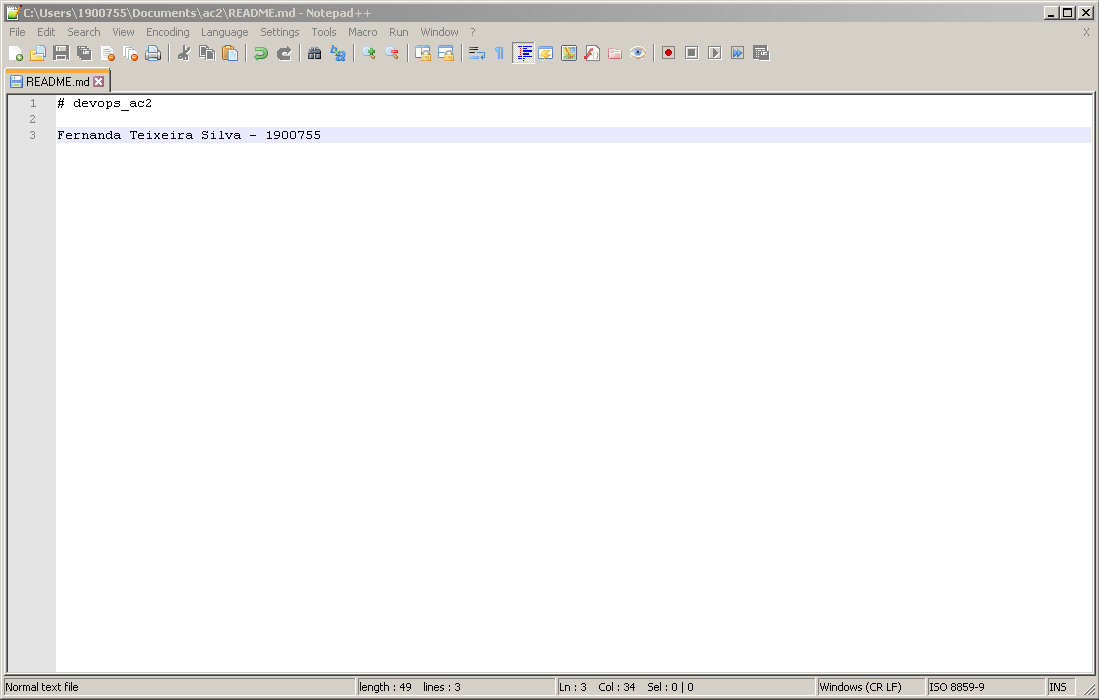 C:\Users\1900755\Documents\ac2\README.md - Notepad++
File Edit Search View Encoding Language Settings Tools Macro Run Window ? X
README.md
1 # devops_ac2
2
3 Fernanda Teixeira Silva - 1900755
Normal text file length : 49 lines : 3 Ln : 3 Col : 34 Sel : 0 | 0 Windows (CR LF) ISO 8859-9 INS